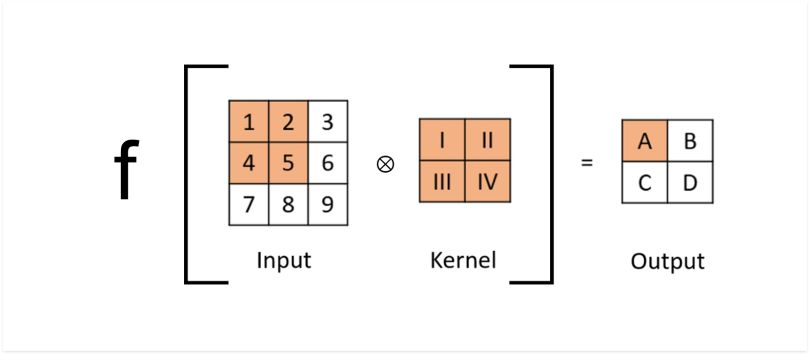 f
1 2 3
4 5 6
7 8 9
⊗
I II
III IV
=
A B
C D
Input
Kernel
Output